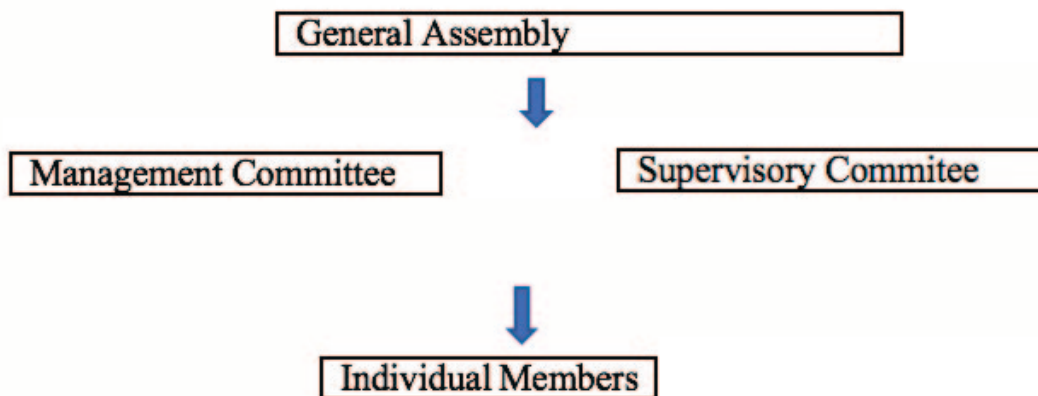 General Assembly
Management Committee
Supervisory Commitee
Individual Members